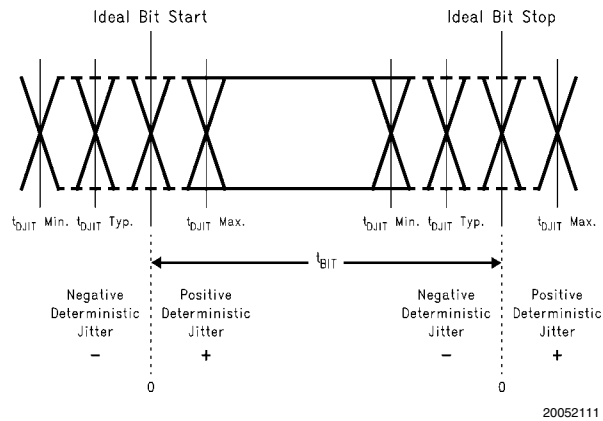 Ideal Bit Start
Ideal Bit Stop
tDJIT Min.
tDJIT Typ.
tDJIT Max.
tDJIT Min.
tDJIT Typ.
tDJIT Max.
tBIT
Negative
Deterministic
Jitter
–
Positive
Deterministic
Jitter
+
Negative
Deterministic
Jitter
–
Positive
Deterministic
Jitter
+
0
0
20052111